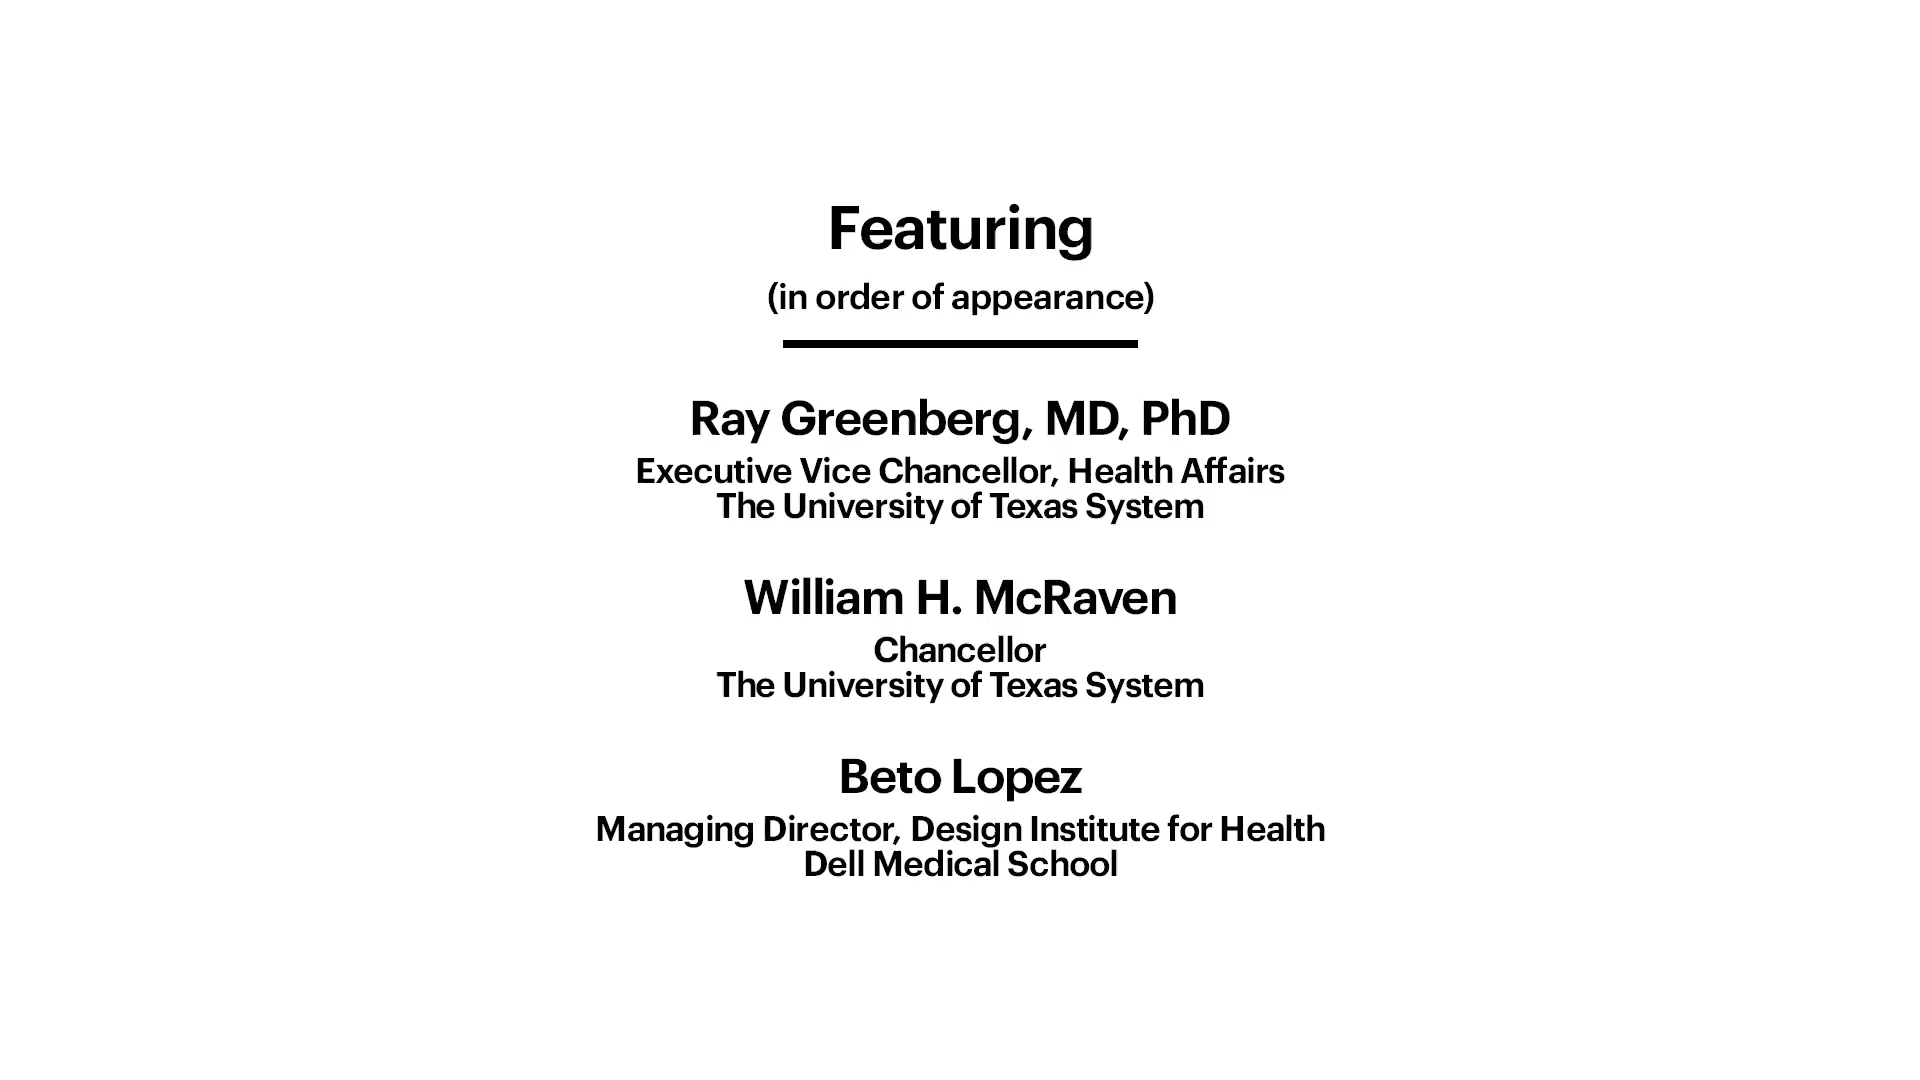 Featuring
(in order of appearance)
Ray Greenberg, MD, PhD
Executive Vice Chancellor, Health Affairs
The University of Texas System
William H. McRaven
Chancellor
The University of Texas System
Beto Lopez
Managing Director, Design Institute for Health
Dell Medical School